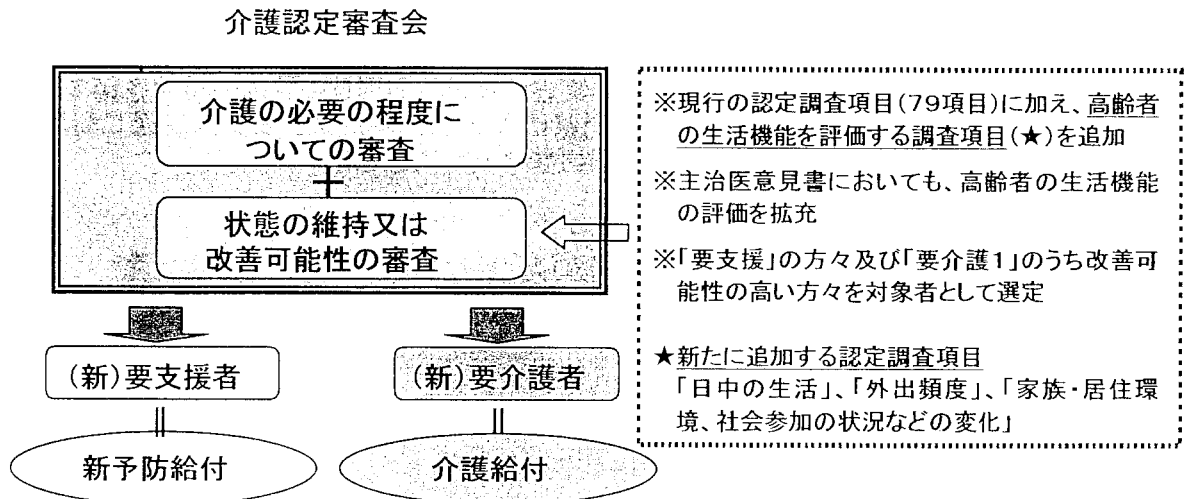 介護認定審査会
介護の必要の程度に
ついての審査
+
状態の維持又は
改善可能性の審査
※現行の認定調査項目(79項目)に加え、高齢者
の生活機能を評価する調査項目(★)を追加
※主治医意見書においても、高齢者の生活機能
の評価を拡充
※「要支援」の方々及び「要介護1」のうち改善可
能性の高い方々を対象者として選定
★新たに追加する認定調査項目
「日中の生活」、「外出頻度」、「家族・居住環
境、社会参加の状況などの変化」
(新)要支援者
(新)要介護者
新予防給付
介護給付